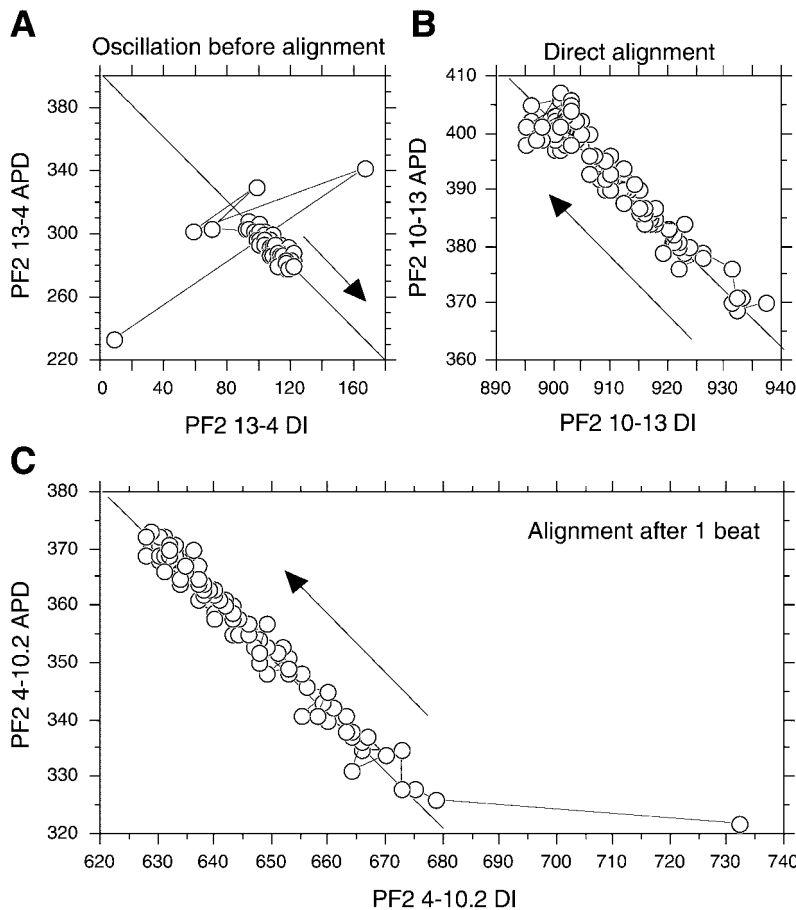 A
Oscillation before alignment
380
340
300
260
220
0 40 80 120 160
PF2 13-4 APD
PF2 13-4 DI
B
Direct alignment
410
400
390
380
370
360
890 900 910 920 930 940
PF2 10-13 APD
PF2 10-13 DI
C
Alignment after 1 beat
380
370
360
350
340
330
320
620 630 640 650 660 670 680 690 700 710 720 730 740
PF2 4-10.2 APD
PF2 4-10.2 DI